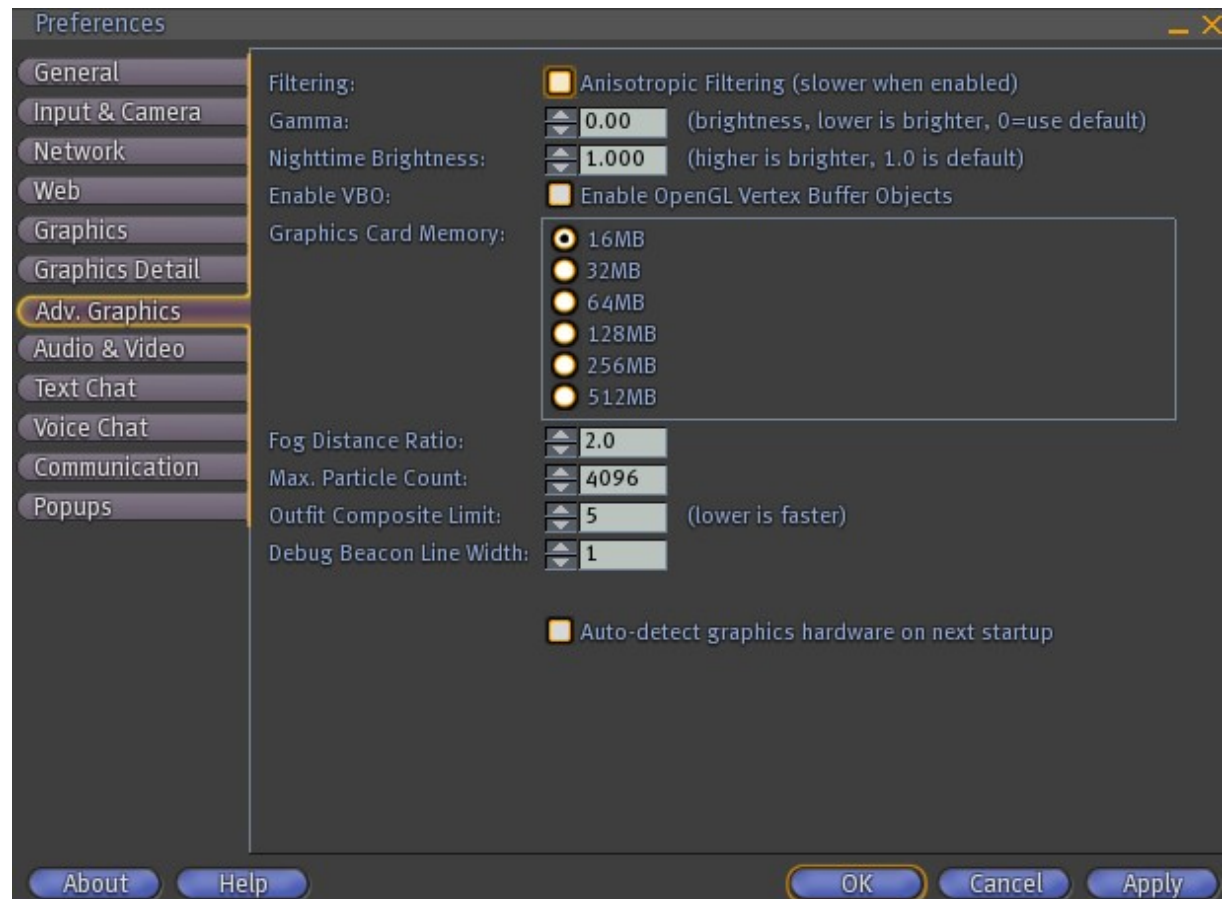 Preferences
General
Input & Camera
Network
Web
Graphics
Graphics Detail
Adv. Graphics
Audio & Video
Text Chat
Voice Chat
Communication
Popups
Filtering: Anisotropic Filtering (slower when enabled)
Gamma: 0.00 (brightness, lower is brighter, 0=use default)
Nighttime Brightness: 1.000 (higher is brighter, 1.0 is default)
Enable VBO: Enable OpenGL Vertex Buffer Objects
Graphics Card Memory: 16MB
32MB
64MB
128MB
256MB
512MB
Fog Distance Ratio: 2.0
Max. Particle Count: 4096
Outfit Composite Limit: 5 (lower is faster)
Debug Beacon Line Width: 1
Auto-detect graphics hardware on next startup
About Help OK Cancel Apply